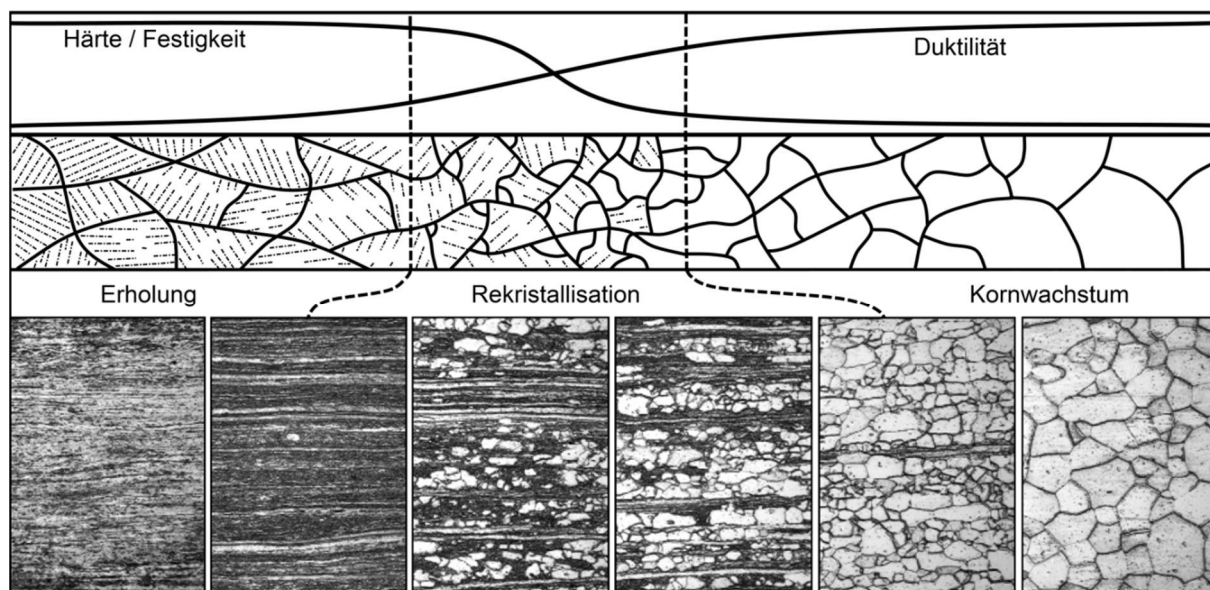 Härte / Festigkeit
Duktilität
Erholung
Rekristallisation
Kornwachstum